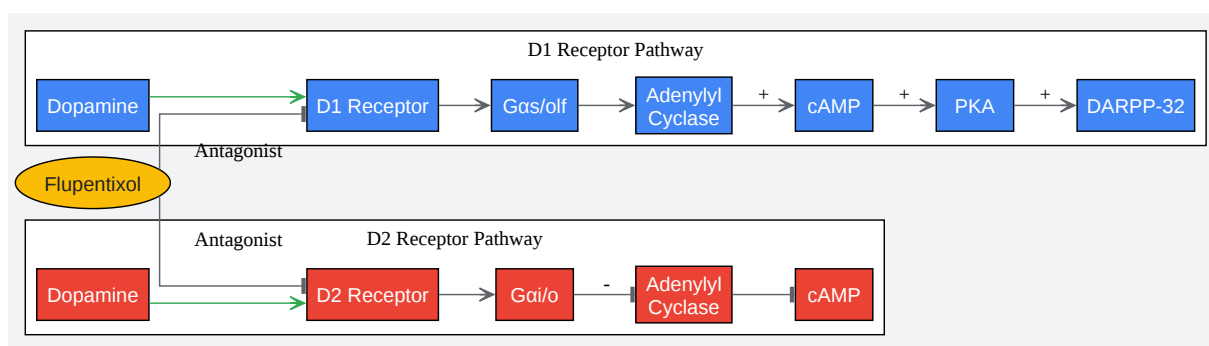 D1 Receptor Pathway
Dopamine
D1 Receptor
Gαs/olf
Adenylyl
Cyclase
+
cAMP
+
PKA
+
DARPP-32
Antagonist
Flupentixol
Antagonist
D2 Receptor Pathway
Dopamine
D2 Receptor
Gαi/o
-
Adenylyl
Cyclase
cAMP